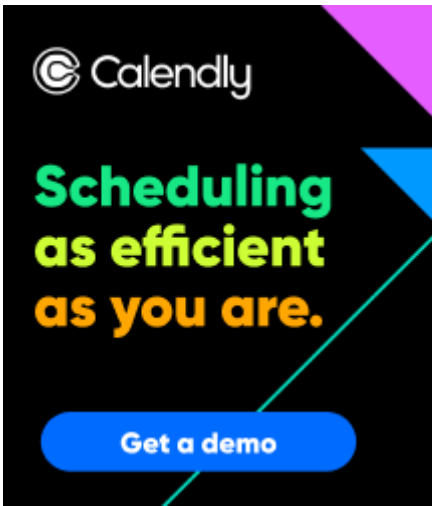 Calendly
Scheduling
as efficient
as you are.
Get a demo